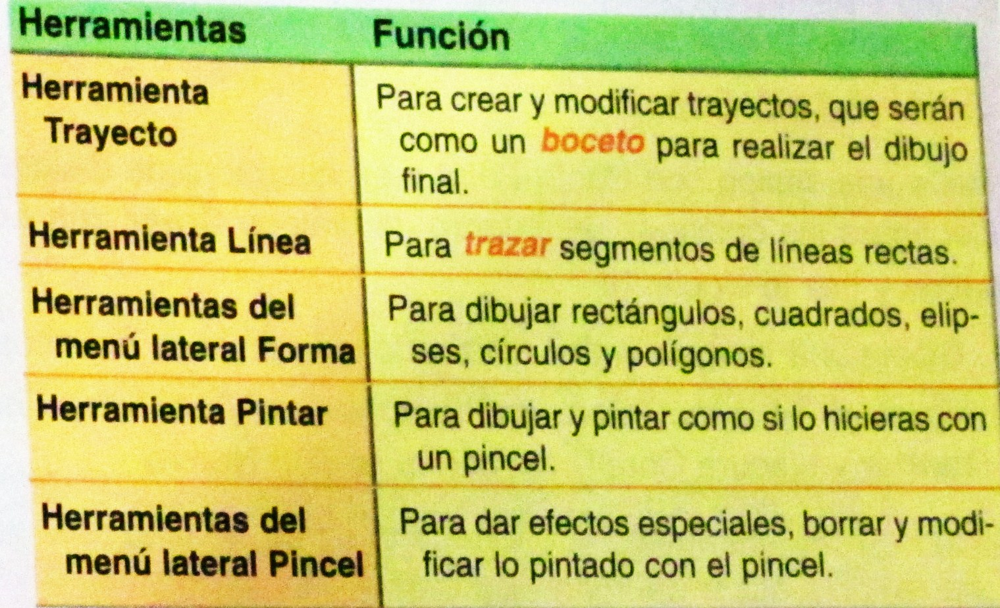 Herramientas Función
Herramienta
Trayecto
Para crear y modificar trayectos, que serán
como un boceto para realizar el dibujo
final.
Herramienta Línea
Para trazar segmentos de líneas rectas.
Herramientas del
menú lateral Forma
Para dibujar rectángulos, cuadrados, elip-
ses, círculos y polígonos.
Herramienta Pintar
Para dibujar y pintar como si lo hicieras con
un pincel.
Herramientas del
menú lateral Pincel
Para dar efectos especiales, borrar y modi-
ficar lo pintado con el pincel.